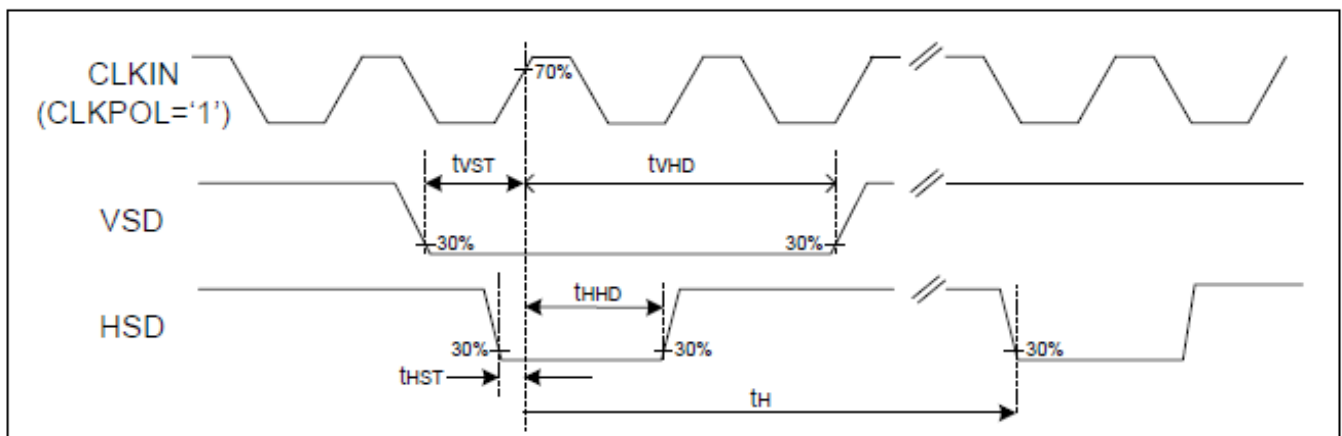 CLKIN
(CLKPOL=‘1’)
70%
tVST
tVHD
VSD
30%
30%
tHHD
HSD
30%
30%
30%
tHST
tH